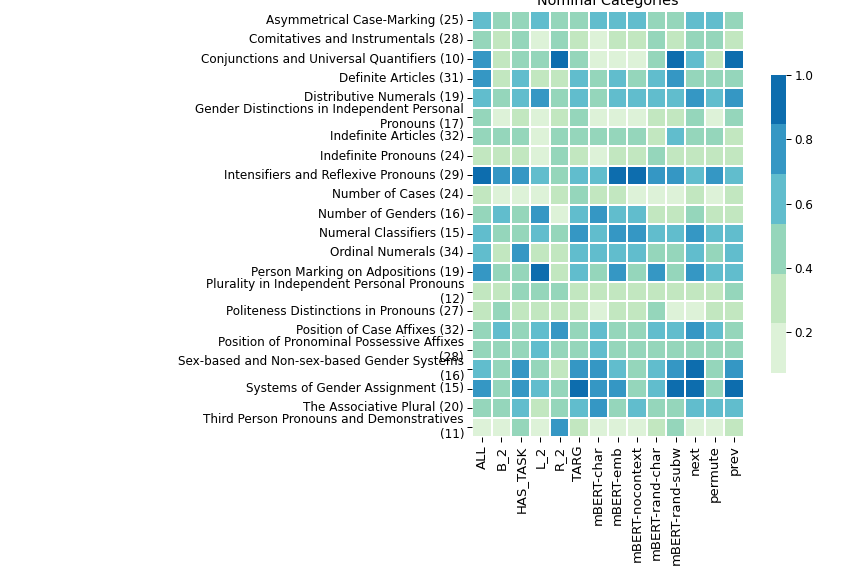 Nominal Categories
Asymmetrical Case-Marking (25)
Comitatives and Instrumentals (28)
Conjunctions and Universal Quantifiers (10)
Definite Articles (31)
Distributive Numerals (19)
Gender Distinctions in Independent Personal
Pronouns (17)
Indefinite Articles (32)
Indefinite Pronouns (24)
Intensifiers and Reflexive Pronouns (29)
Number of Cases (24)
Number of Genders (16)
Numeral Classifiers (15)
Ordinal Numerals (34)
Person Marking on Adpositions (19)
Plurality in Independent Personal Pronouns
(12)
Politeness Distinctions in Pronouns (27)
Position of Case Affixes (32)
Position of Pronominal Possessive Affixes
(28)
Sex-based and Non-sex-based Gender Systems
(16)
Systems of Gender Assignment (15)
The Associative Plural (20)
Third Person Pronouns and Demonstratives
(11)
ALL
B_2
HAS_TASK
L_2
R_2
TARG
mBERT-char
mBERT-emb
mBERT-nocontext
mBERT-rand-char
mBERT-rand-subw
next
permute
prev
1.0
0.8
0.6
0.4
0.2